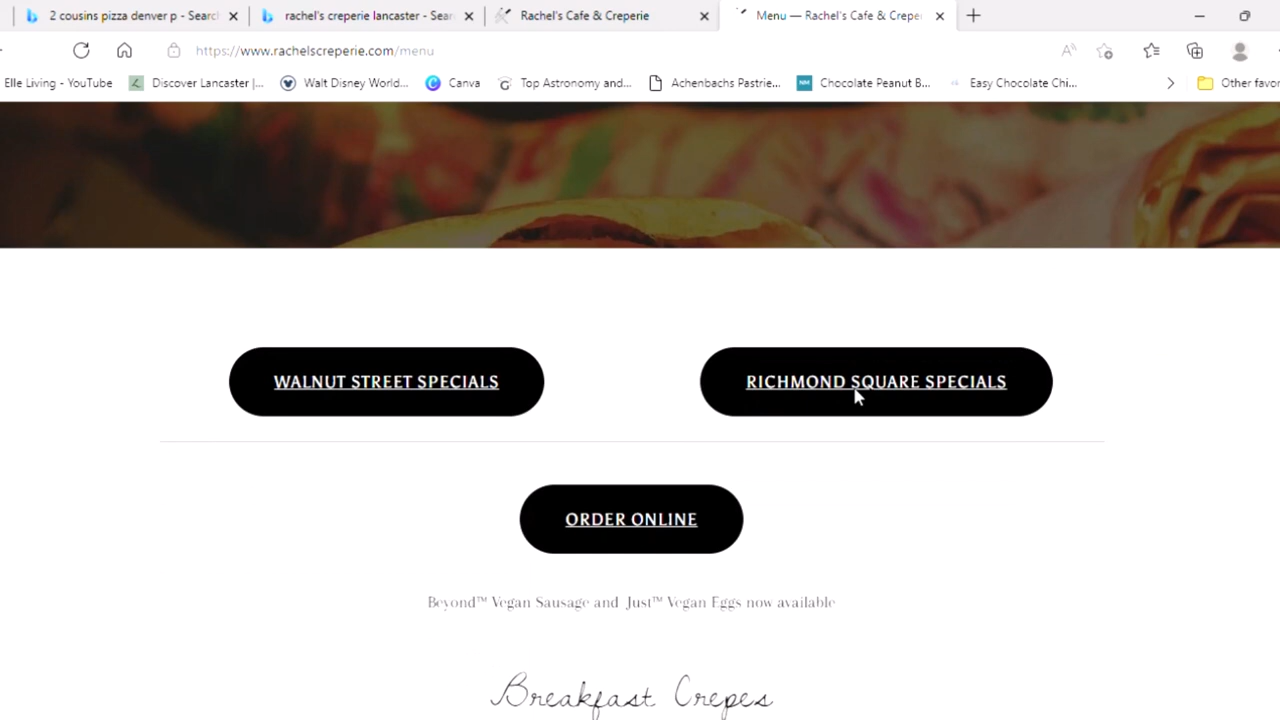 2 cousins pizza denver p - Searc
rachel's creperie lancaster - Sear
Rachel's Cafe & Creperie
Menu — Rachel's Cafe & Crepe
https://www.rachelscreperie.com/menu
Elle Living - YouTube
Discover Lancaster |...
Walt Disney World...
Canva
Top Astronomy and...
Achenbachs Pastrie...
NM
Chocolate Peanut B...
Easy Chocolate Chi...
Other favor
WALNUT STREET SPECIALS
RICHMOND SQUARE SPECIALS
ORDER ONLINE
Beyond™ Vegan Sausage and Just™ Vegan Eggs now available
Breakfast Crepes